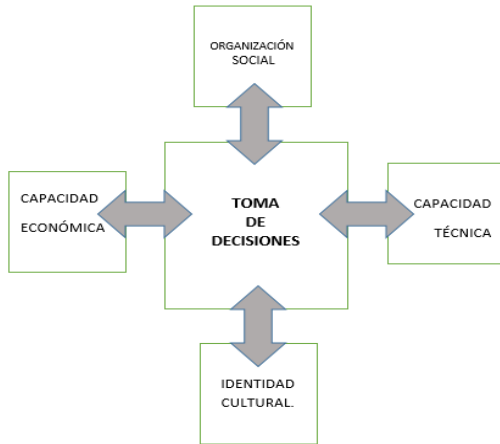 ORGANIZACIÓN
SOCIAL
CAPACIDAD
ECONÓMICA
TOMA
DE
DECISIONES
CAPACIDAD
TÉCNICA
IDENTIDAD
CULTURAL.